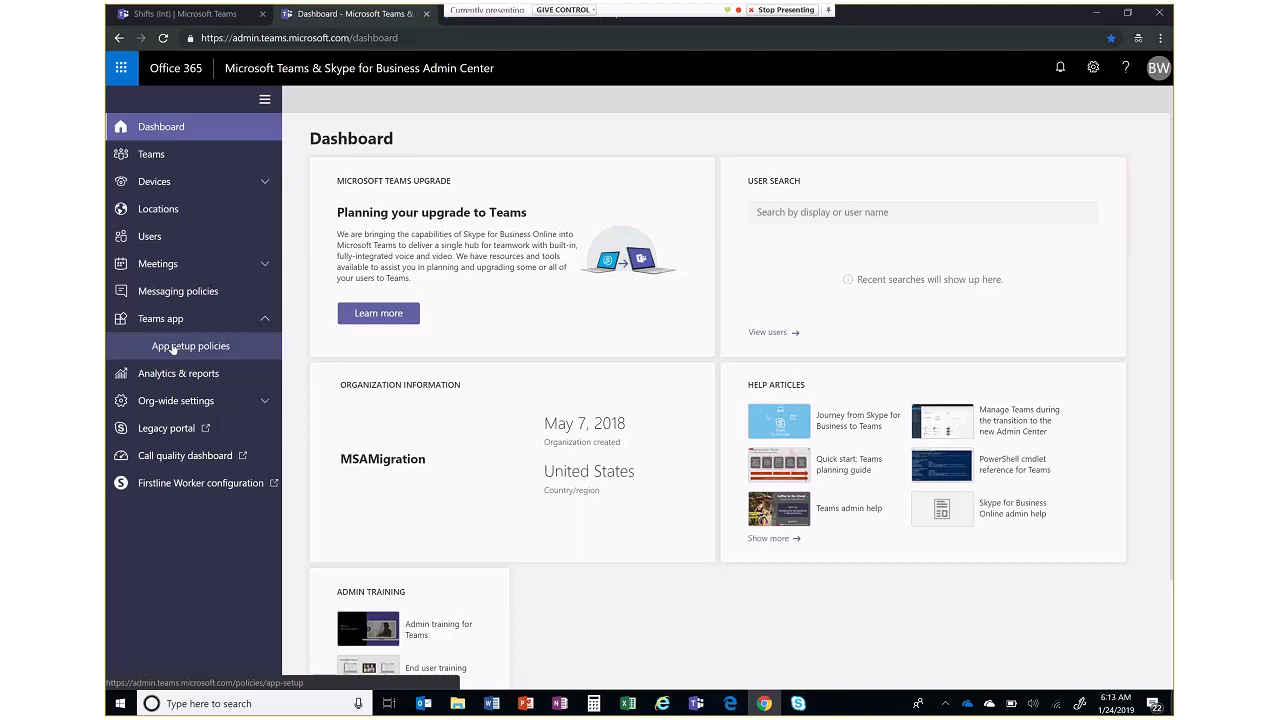 Shifts (Int) | Microsoft Teams
Dashboard - Microsoft Teams &
Currently presenting
GIVE CONTROL
Stop Presenting
https://admin.teams.microsoft.com/dashboard
Office 365
Microsoft Teams & Skype for Business Admin Center
BW
Dashboard
Teams
Devices
Locations
Users
Meetings
Messaging policies
Teams app
App setup policies
Analytics & reports
Org-wide settings
Legacy portal
Call quality dashboard
Firstline Worker configuration
Dashboard
MICROSOFT TEAMS UPGRADE
Planning your upgrade to Teams
We are bringing the capabilities of Skype for Business Online into
Microsoft Teams to deliver a single hub for teamwork with built-in,
fully-integrated voice and video. We have resources and tools
available to assist you in planning and upgrading some or all of
your users to Teams.
Learn more
USER SEARCH
Search by display or user name
Recent searches will show up here.
View users
ORGANIZATION INFORMATION
MSAMigration
May 7, 2018
Organization created
United States
Country/region
HELP ARTICLES
Journey from Skype for
Business to Teams
Manage Teams during
the transition to the
new Admin Center
Quick start: Teams
planning guide
PowerShell cmdlet
reference for Teams
Teams admin help
Skype for Business
Online admin help
Show more
ADMIN TRAINING
Admin training for
Teams
End user training
https://admin.teams.microsoft.com/policies/app-setup
Type here to search
6:13 AM
1/24/2019
22